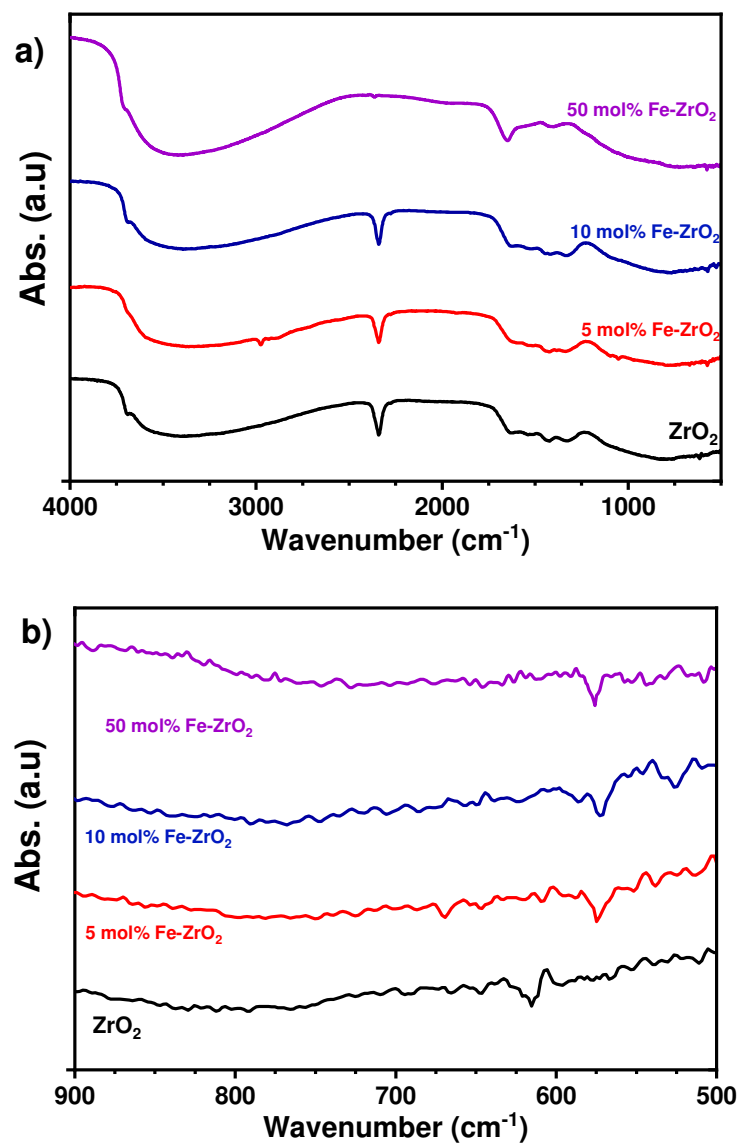 a)
50 mol% Fe-ZrO₂
10 mol% Fe-ZrO₂
5 mol% Fe-ZrO₂
ZrO₂
Abs. (a.u)
4000 3000 2000 1000
Wavenumber (cm⁻¹)
b)
50 mol% Fe-ZrO₂
10 mol% Fe-ZrO₂
5 mol% Fe-ZrO₂
ZrO₂
Abs. (a.u)
900 800 700 600 500
Wavenumber (cm⁻¹)